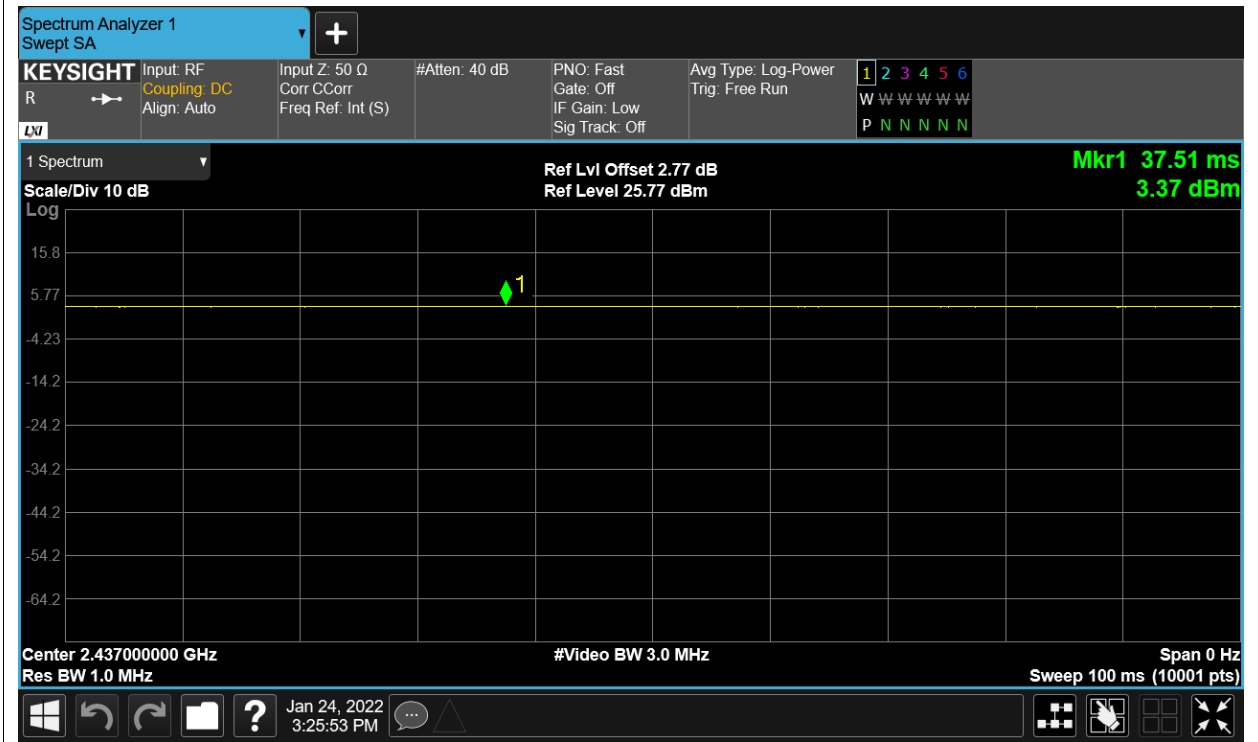 Spectrum Analyzer 1
Swept SA
KEYSIGHT
R
LXI
Input: RF
Coupling: DC
Align: Auto
Input Z: 50 Ω
Corr CCorr
Freq Ref: Int (S)
#Atten: 40 dB
PNO: Fast
Gate: Off
IF Gain: Low
Sig Track: Off
Avg Type: Log-Power
Trig: Free Run
1 2 3 4 5 6
W W W W W W
P N N N N N
1 Spectrum
Scale/Div 10 dB
Log
Ref Lvl Offset 2.77 dB
Ref Level 25.77 dBm
Mkr1 37.51 ms
3.37 dBm
15.8
1
5.77
-4.23
-14.2
-24.2
-34.2
-44.2
-54.2
-64.2
Center 2.437000000 GHz
Res BW 1.0 MHz
#Video BW 3.0 MHz
Span 0 Hz
Sweep 100 ms (10001 pts)
?
Jan 24, 2022
3:25:53 PM